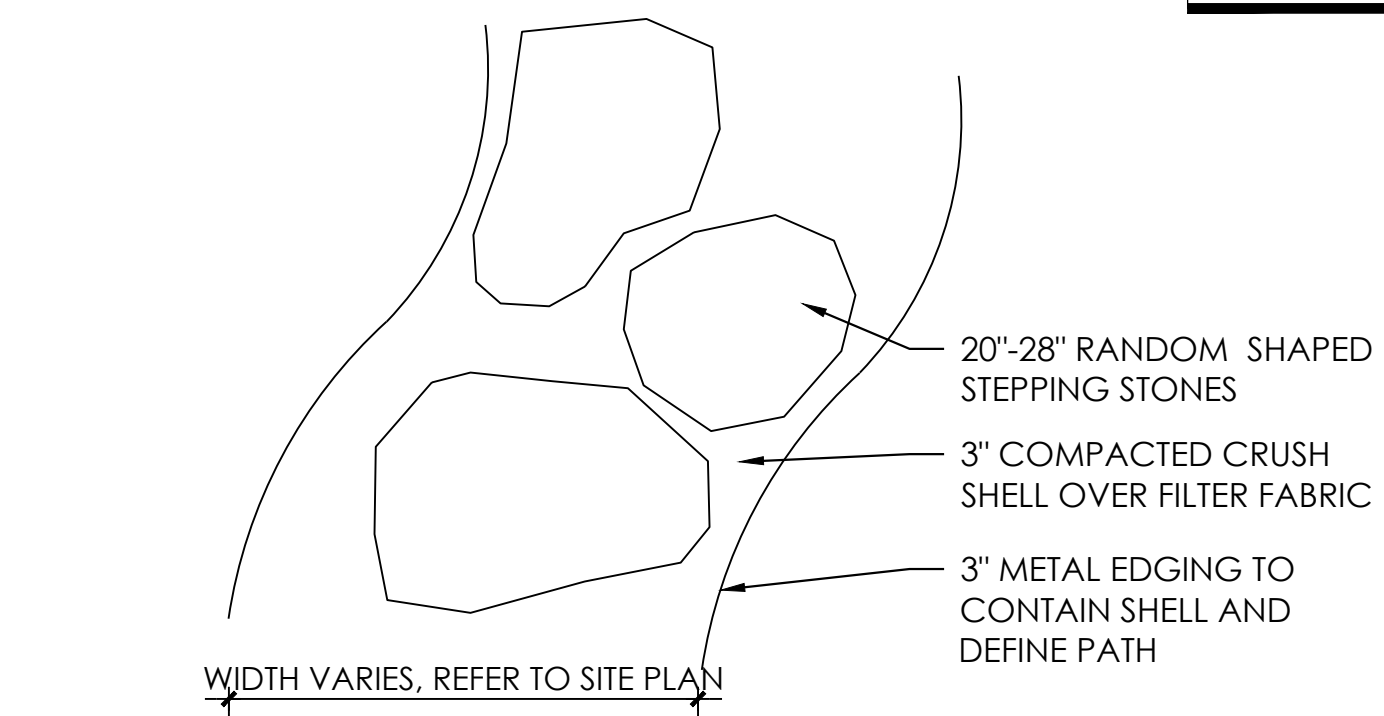 20"-28" RANDOM SHAPED
STEPPING STONES
3" COMPACTED CRUSH
SHELL OVER FILTER FABRIC
3" METAL EDGING TO
CONTAIN SHELL AND
DEFINE PATH
WIDTH VARIES, REFER TO SITE PLAN